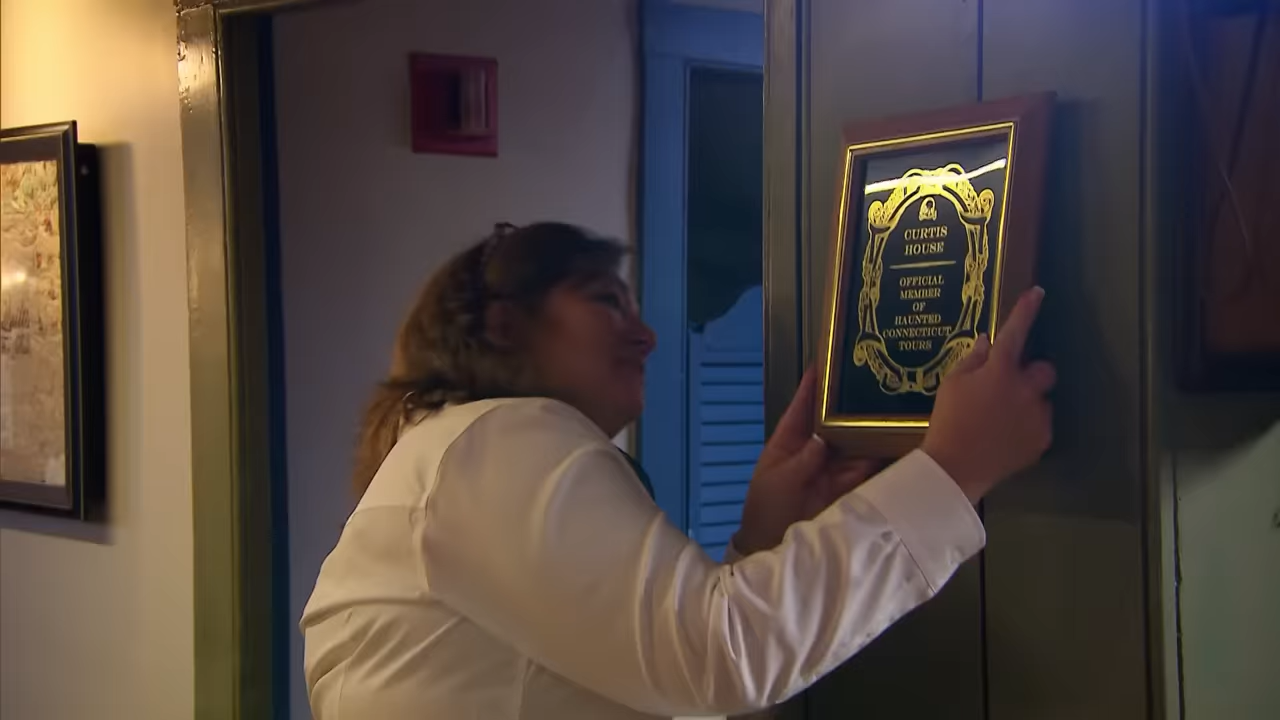 CURTIS
HOUSE
OFFICIAL
MEMBER
OF
HAUNTED
CONNECTICUT
TOURS